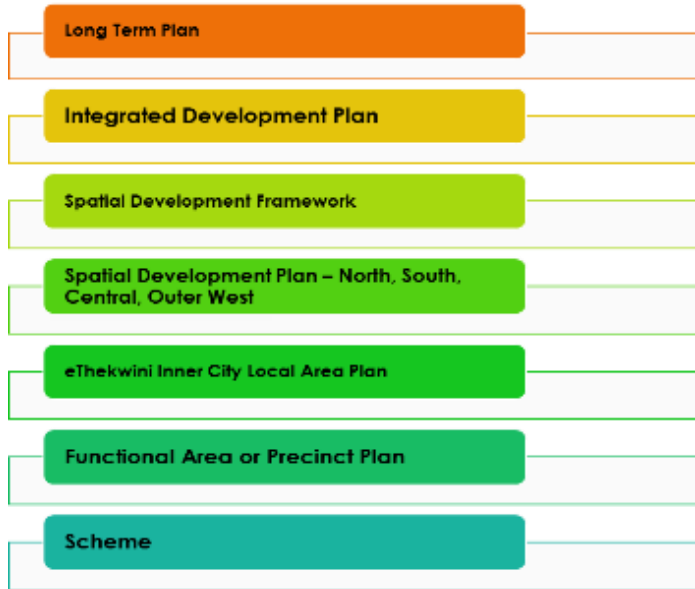 Long Term Plan
Integrated Development Plan
Spatial Development Framework
Spatial Development Plan – North, South,
Central, Outer West
eThekwini Inner City Local Area Plan
Functional Area or Precinct Plan
Scheme